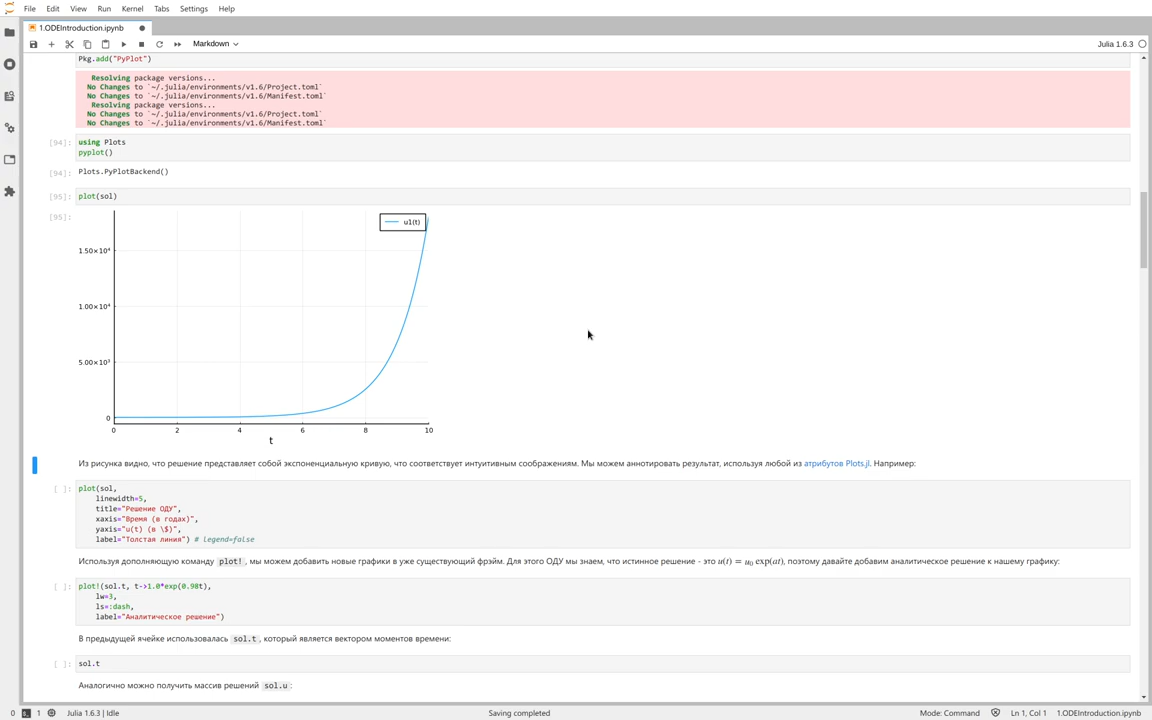 File Edit View Run Kernel Tabs Settings Help
1.ODEIntroduction.ipynb
Markdown
Julia 1.6.3
Pkg.add("PyPlot")
Resolving package versions...
No Changes to `~/.julia/environments/v1.6/Project.toml`
No Changes to `~/.julia/environments/v1.6/Manifest.toml`
Resolving package versions...
No Changes to `~/.julia/environments/v1.6/Project.toml`
No Changes to `~/.julia/environments/v1.6/Manifest.toml`
[94]: using Plots
pyplot()
[94]: Plots.PyPlotBackend()
[95]: plot(sol)
[95]:
u1(t)
1.50×10⁴
1.00×10⁴
5.00×10³
0
0 2 4 6 8 10
t
Из рисунка видно, что решение представляет собой экспоненциальную кривую, что соответствует интуитивным соображениям. Мы можем аннотировать результат, используя любой из атрибутов Plots.jl. Например:
[ ]: plot(sol,
linewidth=5,
title="Решение ОДУ",
xaxis="Время (в годах)",
yaxis="u(t) (в \$)",
label="Толстая линия") # legend=false
Используя дополняющую команду plot!, мы можем добавить новые графики в уже существующий фрэйм. Для этого ОДУ мы знаем, что истинное решение - это u(t) = u₀ exp(at), поэтому давайте добавим аналитическое решение к нашему графику:
[ ]: plot!(sol.t, t->1.0*exp(0.98t),
lw=3,
ls=:dash,
label="Аналитическое решение")
В предыдущей ячейке использовалась sol.t, который является вектором моментов времени:
[ ]: sol.t
Аналогично можно получить массив решений sol.u :
0 1 Julia 1.6.3 | Idle Saving completed Mode: Command Ln 1, Col 1 1.ODEIntroduction.ipynb